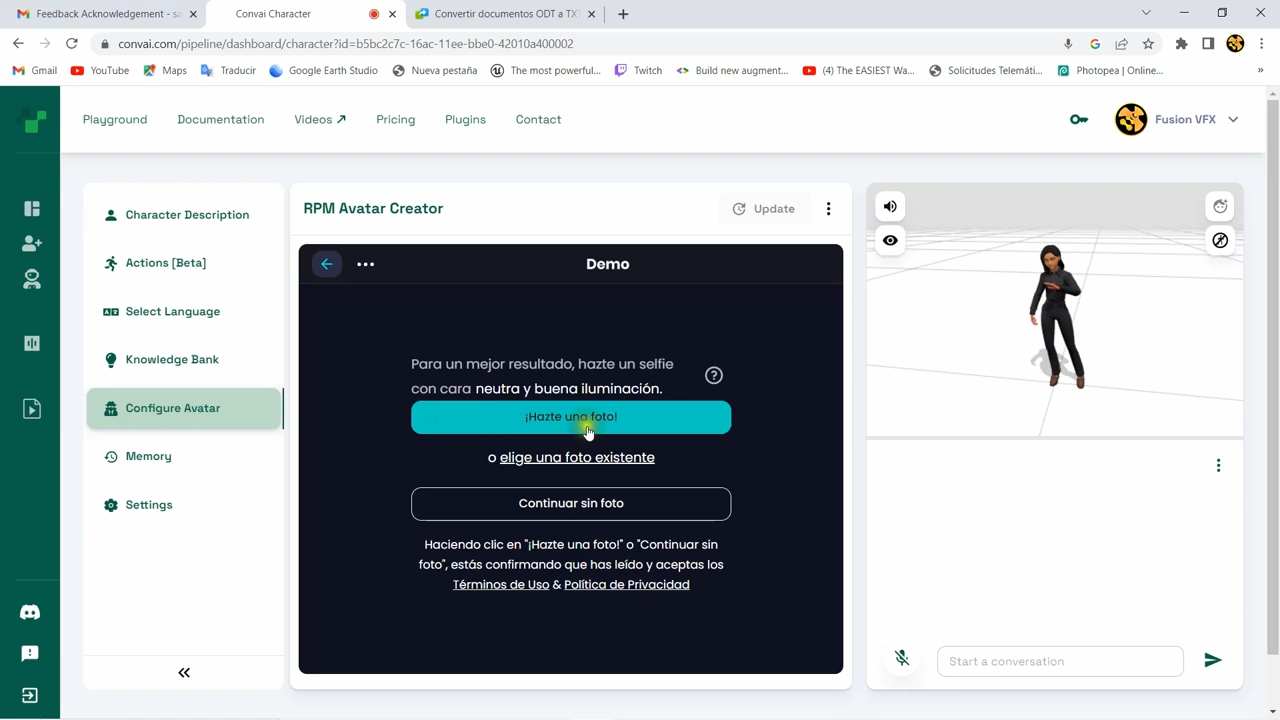 Feedback Acknowledgement - sa
Convai Character
Convertir documentos ODT a TXT
convai.com/pipeline/dashboard/character?id=b5bc2c7c-16ac-11ee-bbe0-42010a400002
Gmail
YouTube
Maps
Traducir
Google Earth Studio
Nueva pestaña
The most powerful...
Twitch
Build new augment...
(4) The EASIEST Wa...
Solicitudes Telemáti...
Photopea | Online...
»
Playground
Documentation
Videos
Pricing
Plugins
Contact
Fusion VFX
Character Description
Actions [Beta]
Select Language
Knowledge Bank
Configure Avatar
Memory
Settings
RPM Avatar Creator
Update
Demo
Para un mejor resultado, hazte un selfie
con cara neutra y buena iluminación.
¡Hazte una foto!
o elige una foto existente
Continuar sin foto
Haciendo clic en "¡Hazte una foto!" o "Continuar sin
foto", estás confirmando que has leído y aceptas los
Términos de Uso & Política de Privacidad
Start a conversation